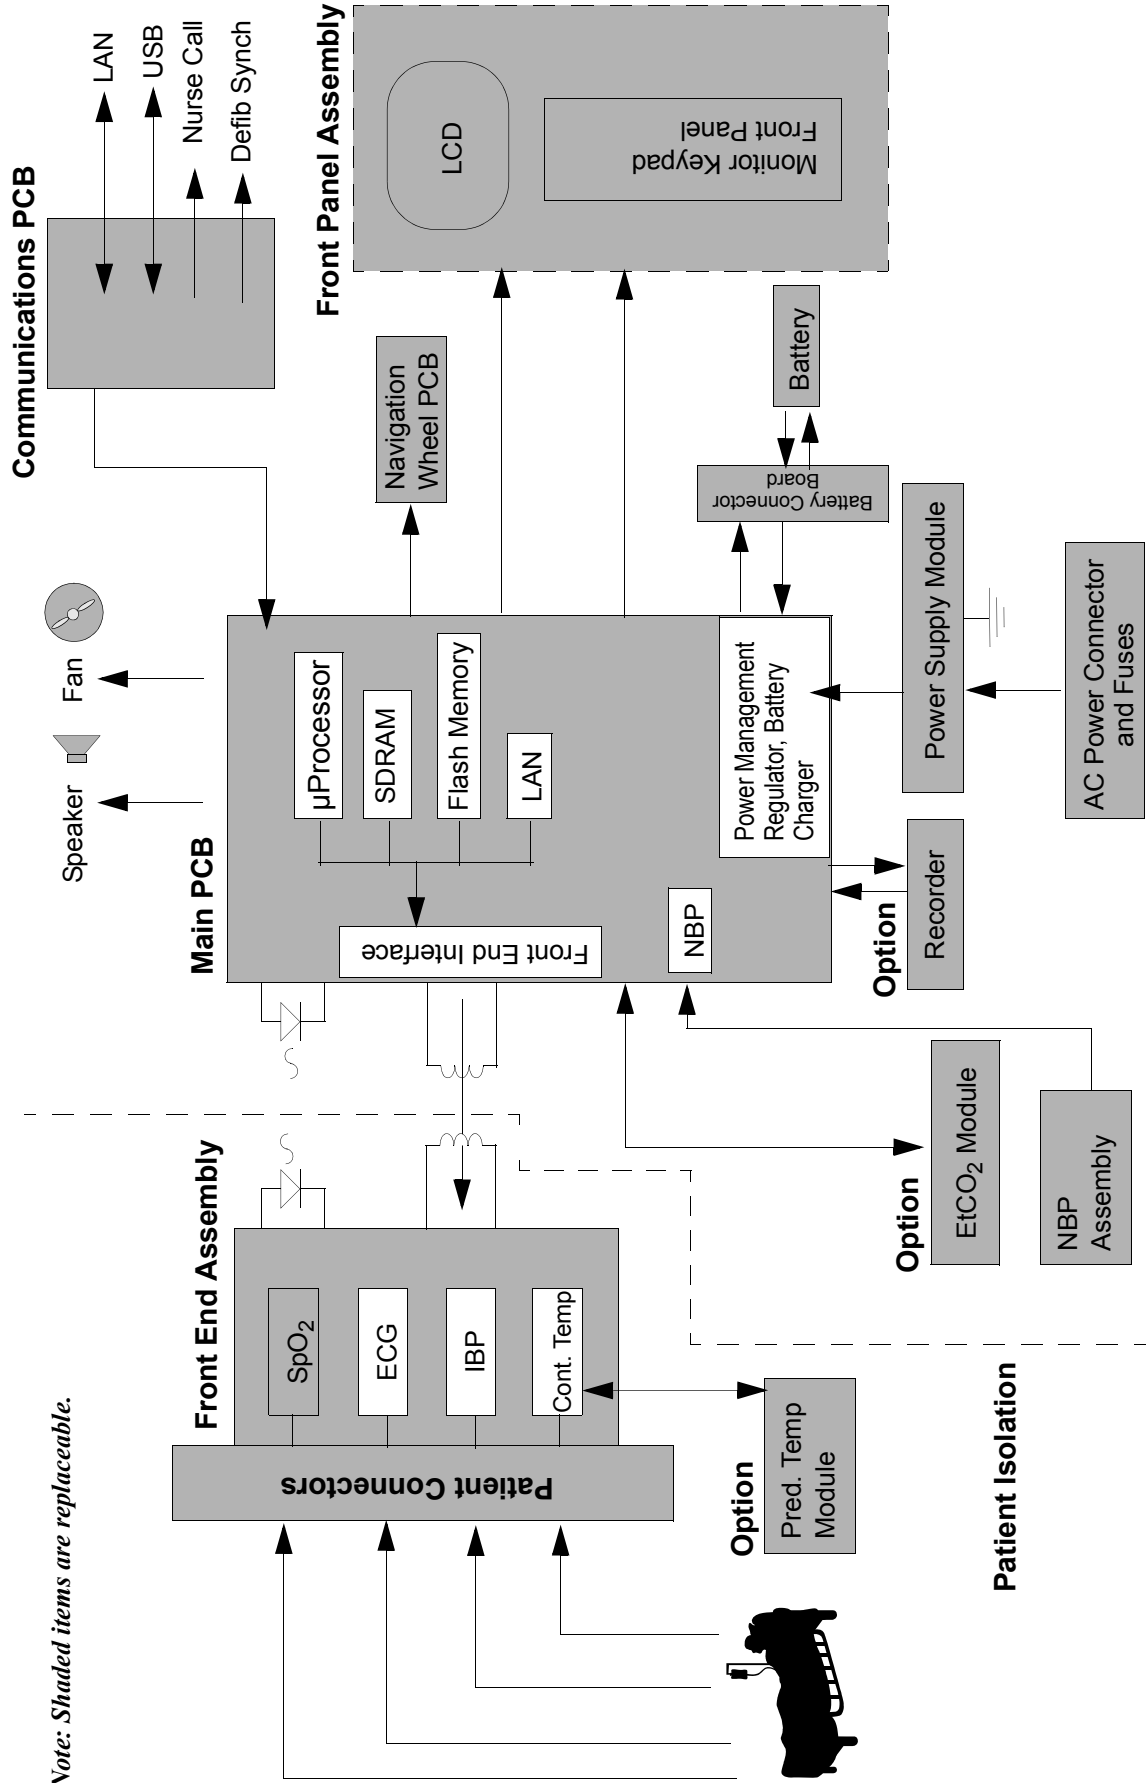 Note: Shaded items are replaceable.
Communications PCB
LAN
USB
Nurse Call
Defib Synch
Front Panel Assembly
LCD
Monitor Keypad
Front Panel
Navigation
Wheel PCB
Battery
Battery Connector
Board
Speaker
Fan
Main PCB
µProcessor
SDRAM
Flash Memory
LAN
Front End Interface
NBP
Power Management
Regulator, Battery
Charger
Power Supply Module
AC Power Connector
and Fuses
Option
Recorder
Front End Assembly
SpO2
ECG
IBP
Cont. Temp
Patient Connectors
Option
Pred. Temp
Module
Option
EtCO2 Module
NBP
Assembly
Patient Isolation